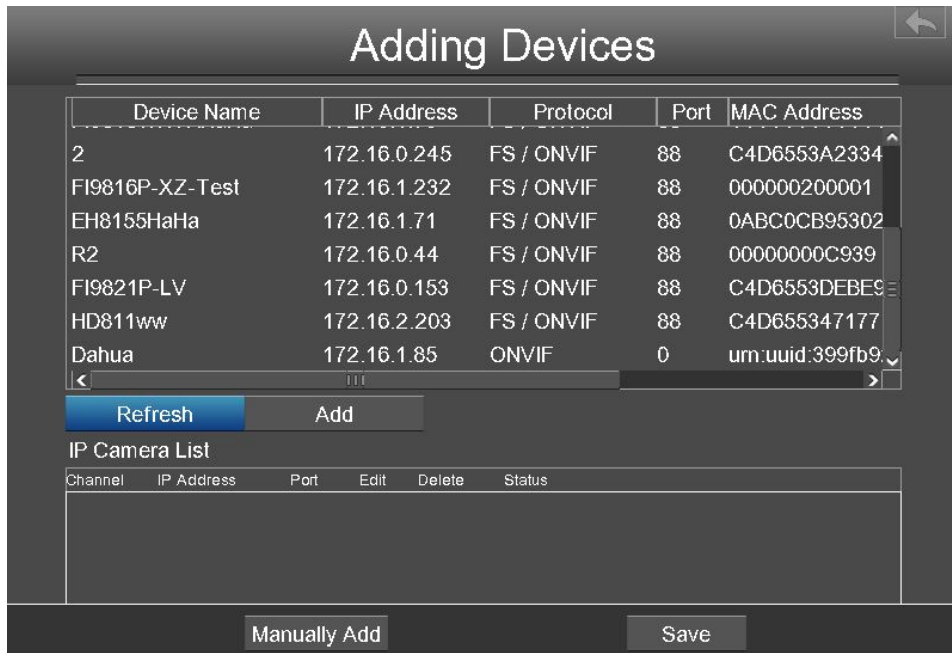 Adding Devices
Device Name IP Address Protocol Port MAC Address
2 172.16.0.245 FS / ONVIF 88 C4D6553A2334
FI9816P-XZ-Test 172.16.1.232 FS / ONVIF 88 000000200001
EH8155HaHa 172.16.1.71 FS / ONVIF 88 0ABC0CB95302
R2 172.16.0.44 FS / ONVIF 88 00000000C939
FI9821P-LV 172.16.0.153 FS / ONVIF 88 C4D6553DEBE9
HD811ww 172.16.2.203 FS / ONVIF 88 C4D655347177
Dahua 172.16.1.85 ONVIF 0 urn:uuid:399fb9
Refresh Add
IP Camera List
Channel IP Address Port Edit Delete Status
Manually Add Save